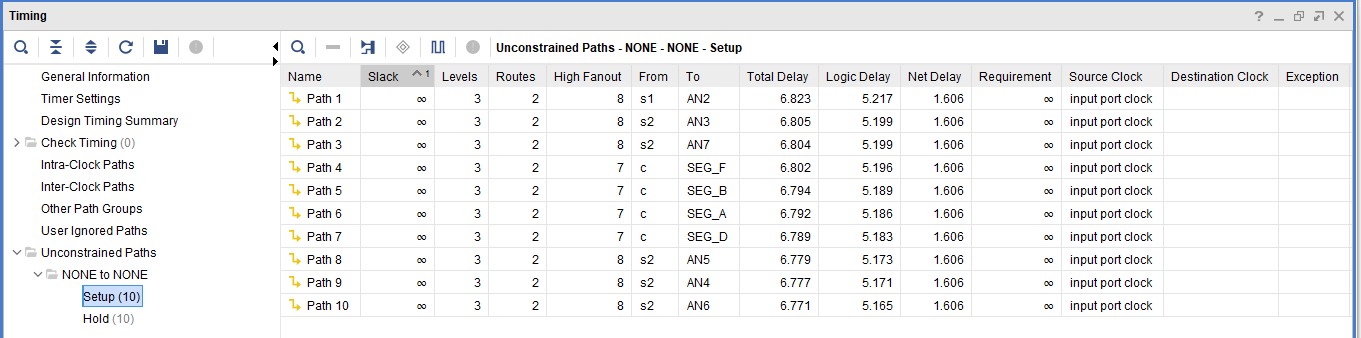 Timing
Unconstrained Paths - NONE - NONE - Setup
General Information
Timer Settings
Design Timing Summary
Check Timing (0)
Intra-Clock Paths
Inter-Clock Paths
Other Path Groups
User Ignored Paths
Unconstrained Paths
NONE to NONE
Setup (10)
Hold (10)
Name Slack 1 Levels Routes High Fanout From To Total Delay Logic Delay Net Delay Requirement Source Clock Destination Clock Exception
Path 1 ∞ 3 2 8 s1 AN2 6.823 5.217 1.606 ∞ input port clock
Path 2 ∞ 3 2 8 s2 AN3 6.805 5.199 1.606 ∞ input port clock
Path 3 ∞ 3 2 8 s2 AN7 6.804 5.199 1.606 ∞ input port clock
Path 4 ∞ 3 2 7 c SEG_F 6.802 5.196 1.606 ∞ input port clock
Path 5 ∞ 3 2 7 c SEG_B 6.794 5.189 1.606 ∞ input port clock
Path 6 ∞ 3 2 7 c SEG_A 6.792 5.186 1.606 ∞ input port clock
Path 7 ∞ 3 2 7 c SEG_D 6.789 5.183 1.606 ∞ input port clock
Path 8 ∞ 3 2 8 s2 AN5 6.779 5.173 1.606 ∞ input port clock
Path 9 ∞ 3 2 8 s2 AN4 6.777 5.171 1.606 ∞ input port clock
Path 10 ∞ 3 2 8 s2 AN6 6.771 5.165 1.606 ∞ input port clock